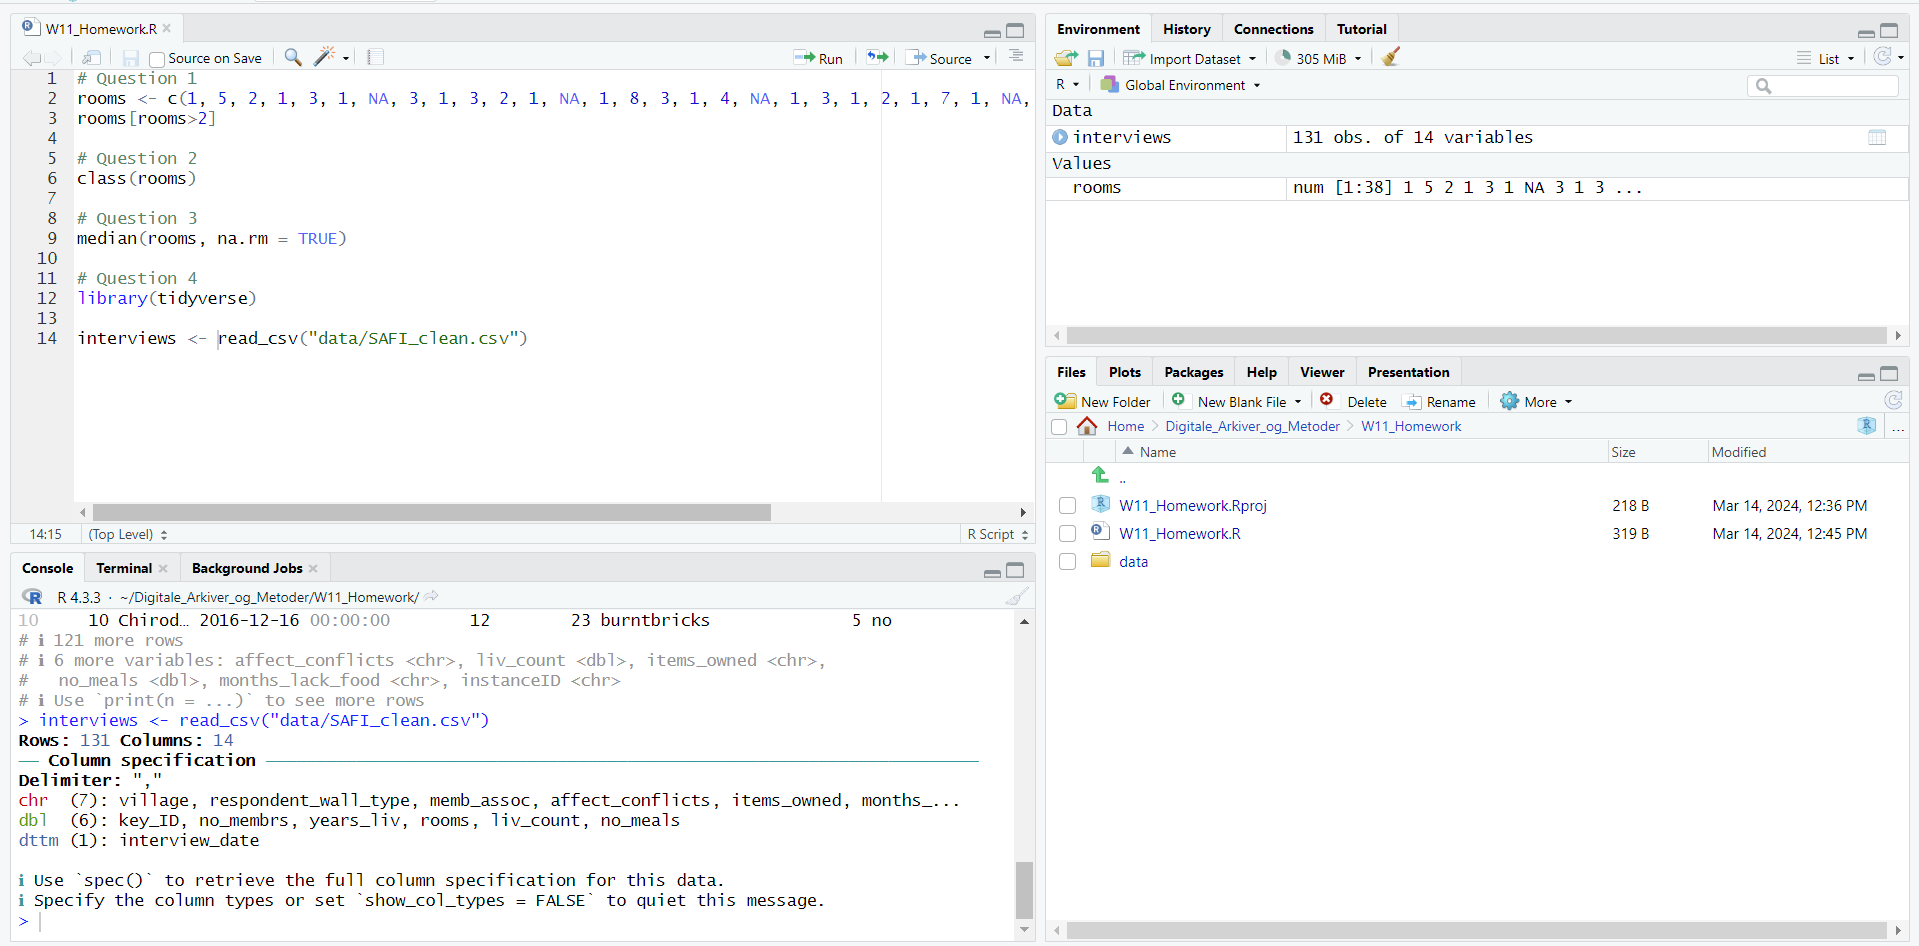 W11_Homework.R
Source on Save
Run
Source
1 # Question 1
2 rooms <- c(1, 5, 2, 1, 3, 1, NA, 3, 1, 3, 2, 1, NA, 1, 8, 3, 1, 4, NA, 1, 3, 1, 2, 1, 7, 1, NA,
3 rooms[rooms>2]
4
5 # Question 2
6 class(rooms)
7
8 # Question 3
9 median(rooms, na.rm = TRUE)
10
11 # Question 4
12 library(tidyverse)
13
14 interviews <- read_csv("data/SAFI_clean.csv")
14:15 (Top Level) R Script
Console Terminal Background Jobs
R 4.3.3 · ~/Digitale_Arkiver_og_Metoder/W11_Homework/
10 10 Chirod… 2016-12-16 00:00:00 12 23 burntbricks 5 no
# ℹ 121 more rows
# ℹ 6 more variables: affect_conflicts <chr>, liv_count <dbl>, items_owned <chr>,
# no_meals <dbl>, months_lack_food <chr>, instanceID <chr>
# ℹ Use `print(n = ...)` to see more rows
> interviews <- read_csv("data/SAFI_clean.csv")
Rows: 131 Columns: 14
── Column specification ──
Delimiter: ","
chr (7): village, respondent_wall_type, memb_assoc, affect_conflicts, items_owned, months_...
dbl (6): key_ID, no_membrs, years_liv, rooms, liv_count, no_meals
dttm (1): interview_date
ℹ Use `spec()` to retrieve the full column specification for this data.
ℹ Specify the column types or set `show_col_types = FALSE` to quiet this message.
>
Environment History Connections Tutorial
Import Dataset 305 MiB List
R Global Environment
Data
interviews 131 obs. of 14 variables
Values
rooms num [1:38] 1 5 2 1 3 1 NA 3 1 3 ...
Files Plots Packages Help Viewer Presentation
New Folder New Blank File Delete Rename More
Home Digitale_Arkiver_og_Metoder W11_Homework ...
Name Size Modified
..
W11_Homework.Rproj 218 B Mar 14, 2024, 12:36 PM
W11_Homework.R 319 B Mar 14, 2024, 12:45 PM
data